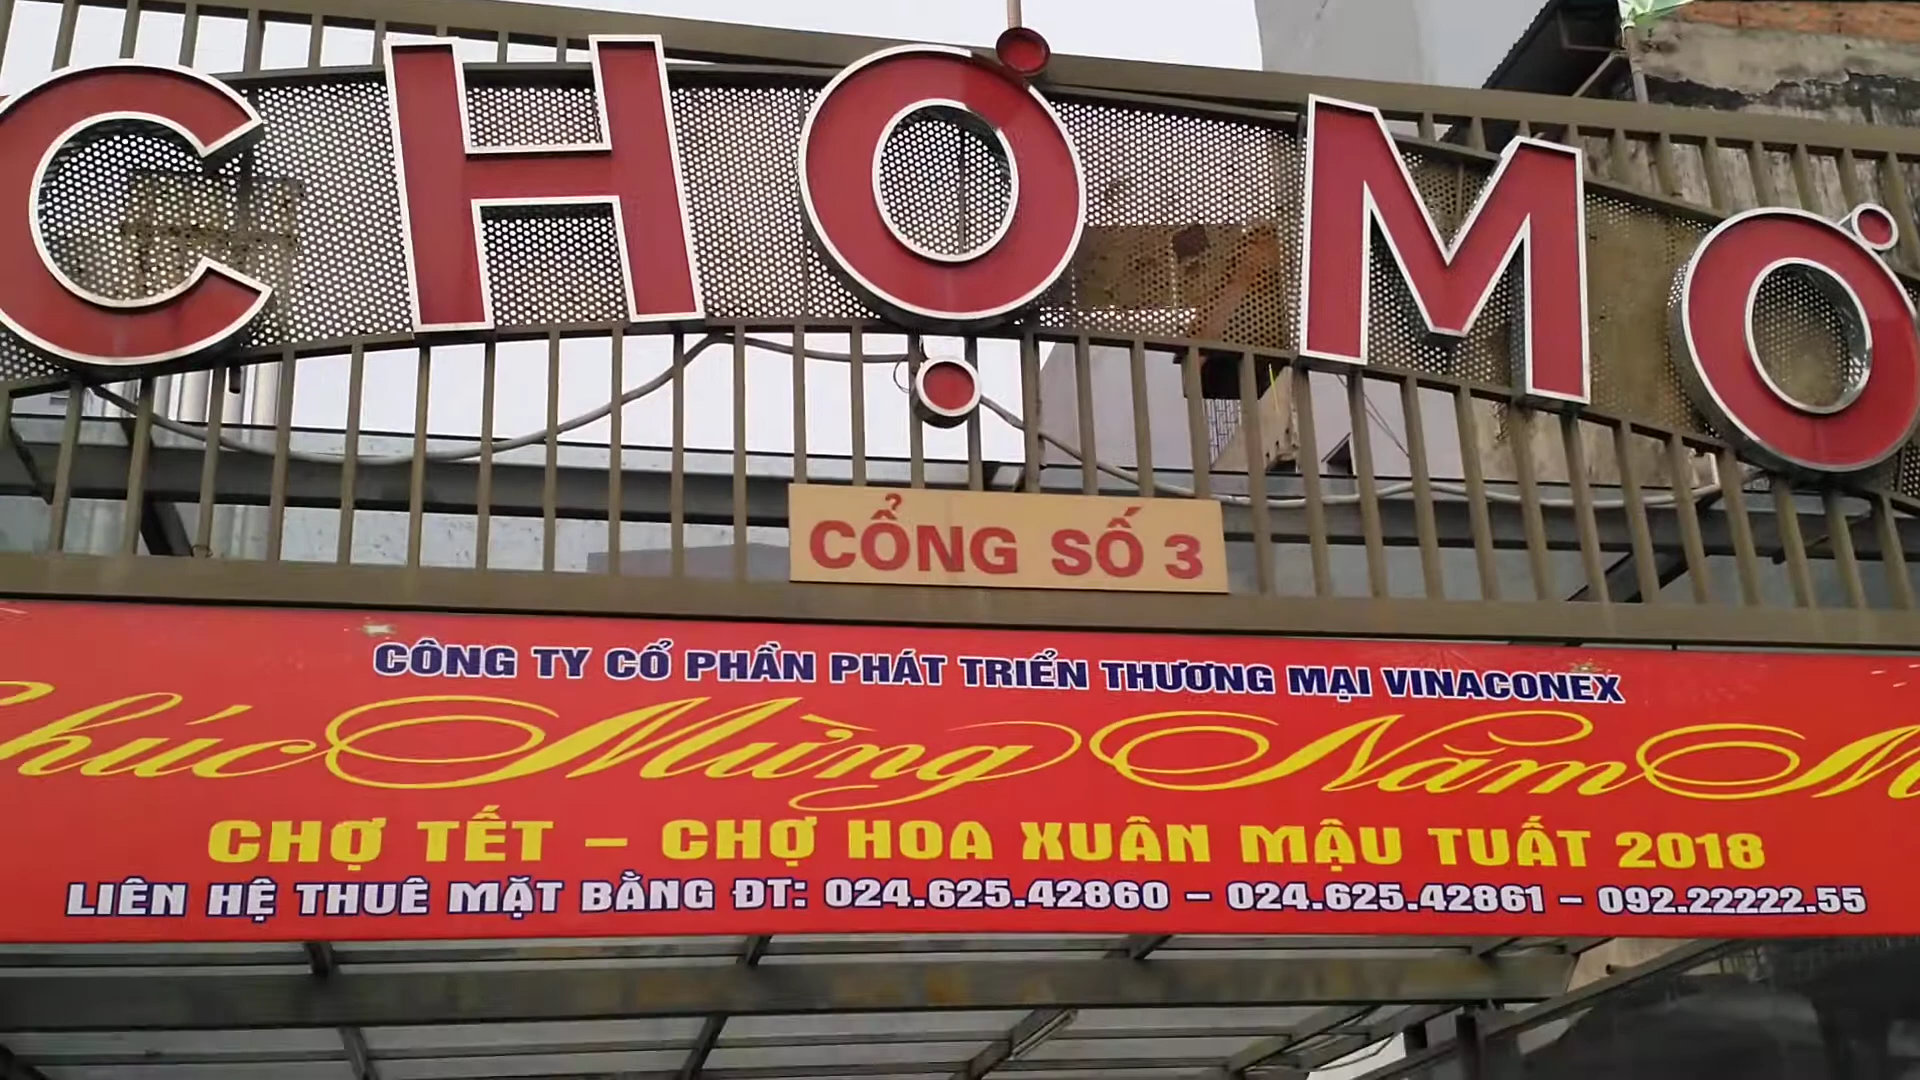 CHỢ MƠ
CỔNG SỐ 3
CÔNG TY CỔ PHẦN PHÁT TRIỂN THƯƠNG MẠI VINACONEX
Chúc Mừng Năm M
CHỢ TẾT – CHỢ HOA XUÂN MẬU TUẤT 2018
LIÊN HỆ THUÊ MẶT BẰNG ĐT: 024.625.42860 – 024.625.42861 – 092.22222.55